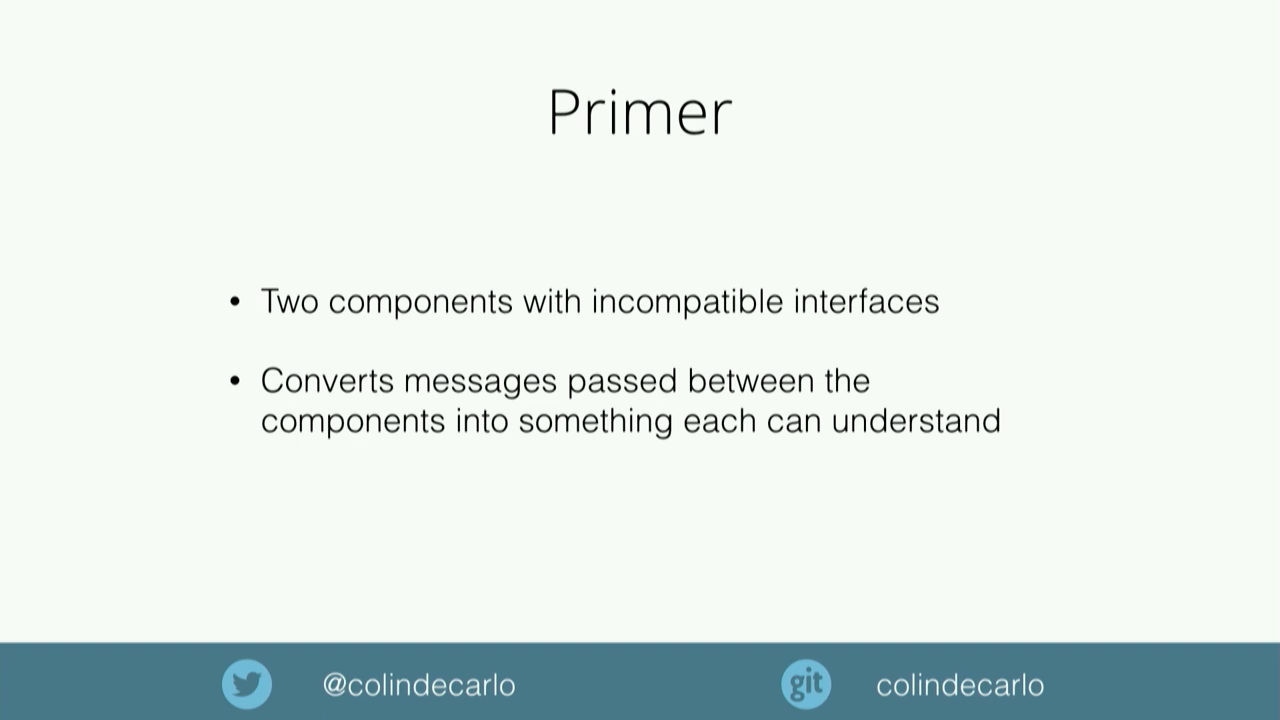 Primer
• Two components with incompatible interfaces
• Converts messages passed between the
components into something each can understand
@colindecarlo
git
colindecarlo